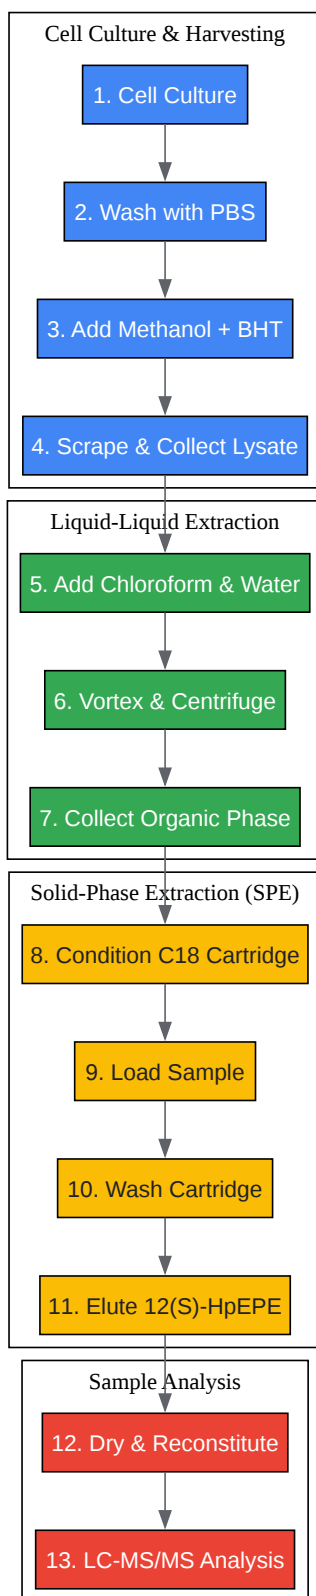 Cell Culture & Harvesting
1. Cell Culture
2. Wash with PBS
3. Add Methanol + BHT
4. Scrape & Collect Lysate
Liquid-Liquid Extraction
5. Add Chloroform & Water
6. Vortex & Centrifuge
7. Collect Organic Phase
Solid-Phase Extraction (SPE)
8. Condition C18 Cartridge
9. Load Sample
10. Wash Cartridge
11. Elute 12(S)-HpEPE
Sample Analysis
12. Dry & Reconstitute
13. LC-MS/MS Analysis